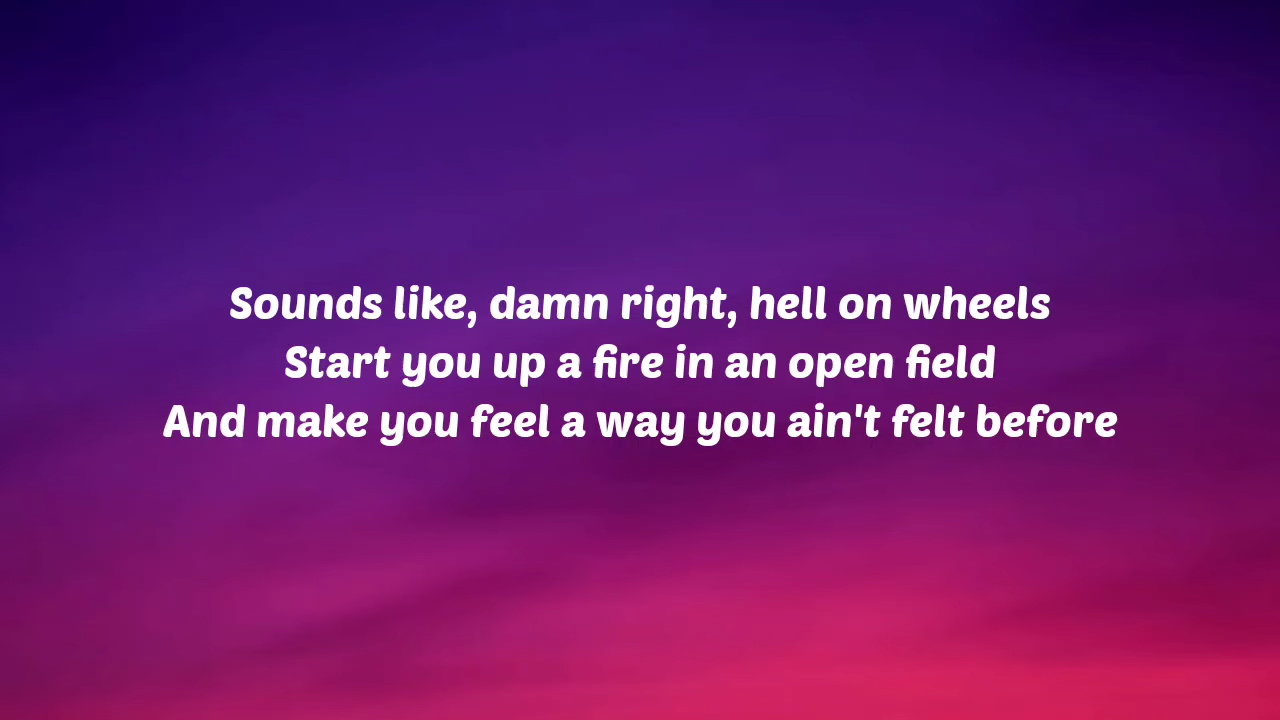 Sounds like, damn right, hell on wheels
Start you up a fire in an open field
And make you feel a way you ain't felt before